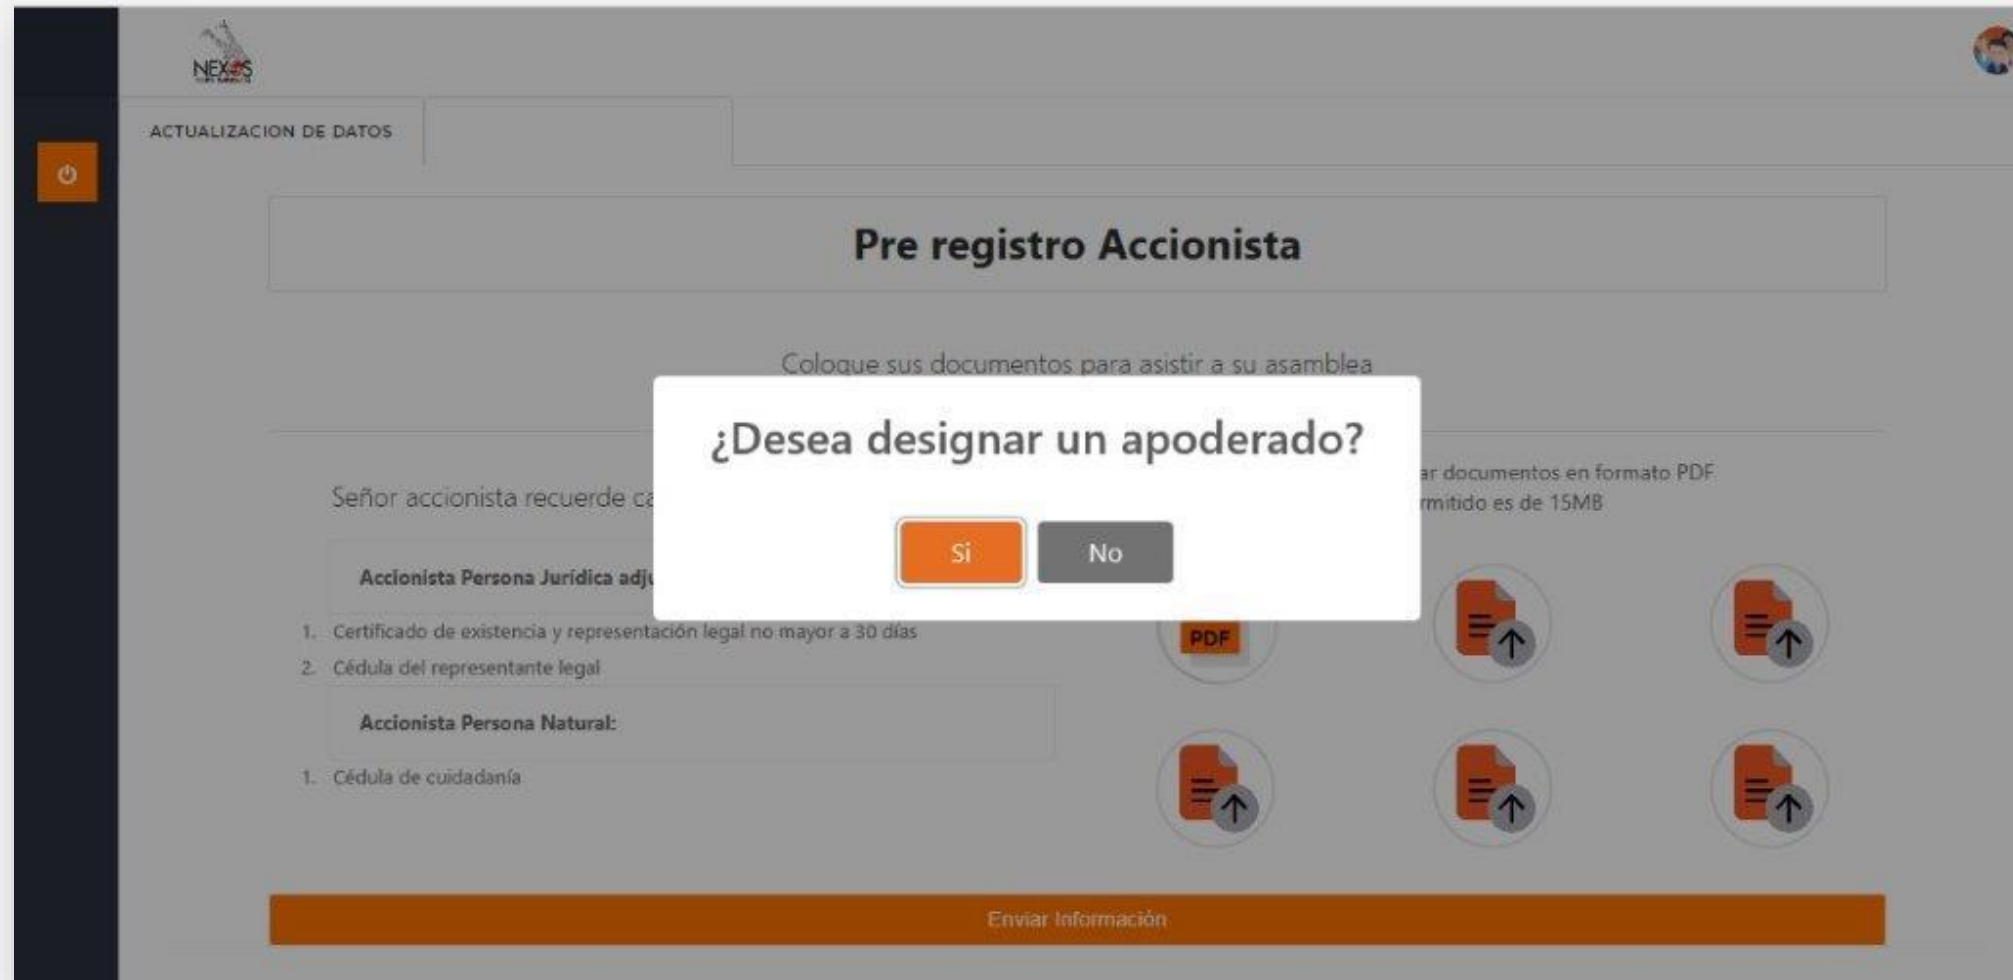 NEXOS
ACTUALIZACION DE DATOS
Pre registro Accionista
Coloque sus documentos para asistir a su asamblea
¿Desea designar un apoderado?
Si
No
Señor accionista recuerde
ar documentos en formato PDF
rmitido es de 15MB
Accionista Persona Jurídica adju
1. Certificado de existencia y representación legal no mayor a 30 días
2. Cédula del representante legal
PDF
Accionista Persona Natural:
1. Cédula de cuidadanía
Enviar Información